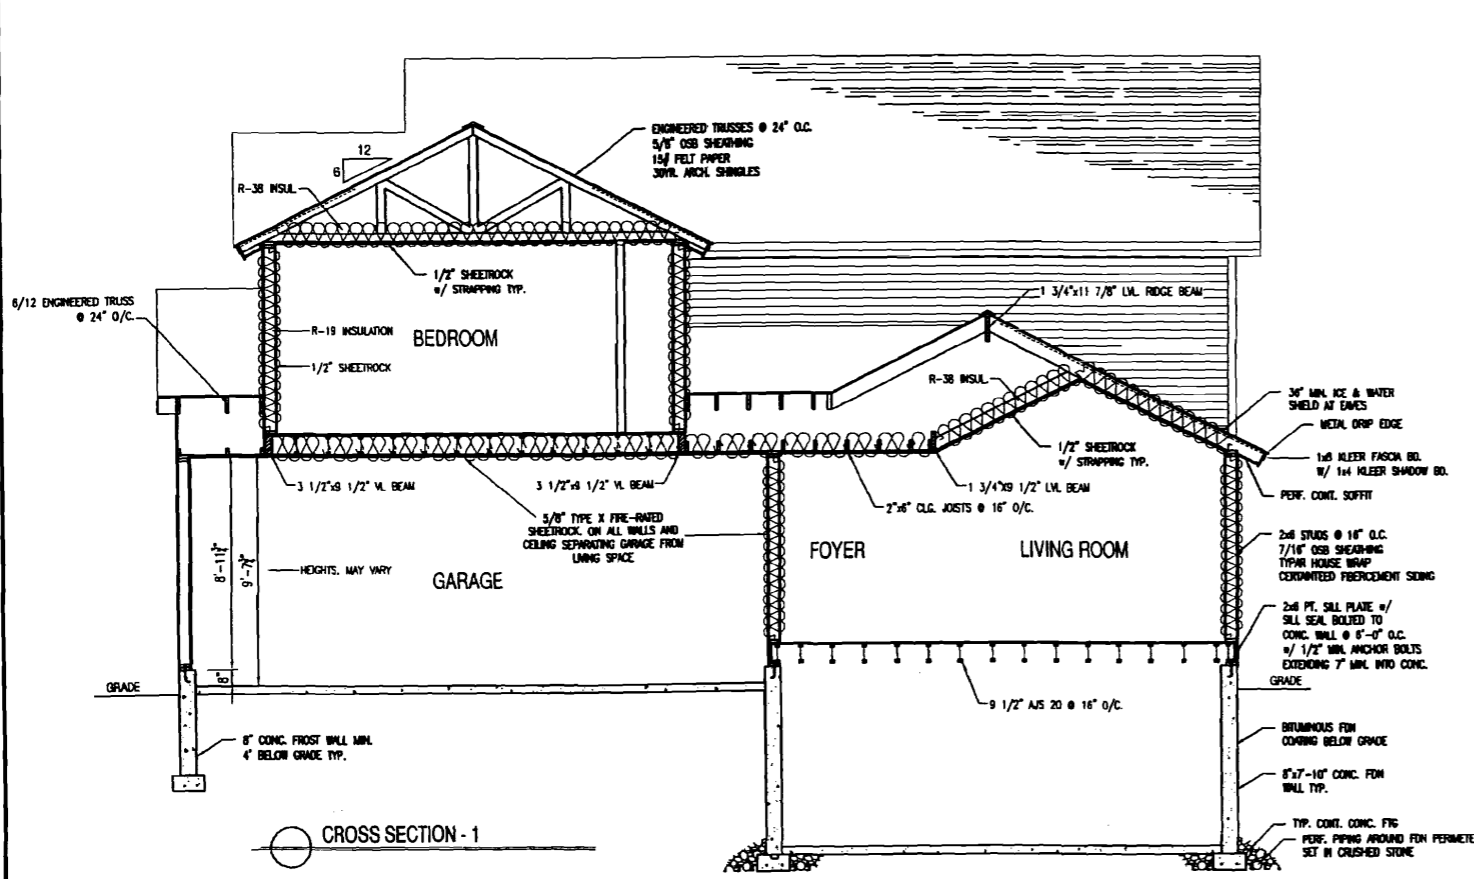 ENGINEERED TRUSSES @ 24" O.C.
5/8" OSB SHEATHING
15# FELT PAPER
30YR. ARCH. SHINGLES
12
6
R-38 INSUL.
1/2" SHEETROCK
w/ STRAPPING TYP.
6/12 ENGINEERED TRUSS
@ 24" O/C.
R-19 INSULATION
BEDROOM
1/2" SHEETROCK
1 3/4"x11 7/8" LVL RIDGE BEAM
R-38 INSUL.
36" MIN. ICE & WATER
SHIELD AT EAVES
METAL DRIP EDGE
1/2" SHEETROCK
w/ STRAPPING TYP.
1x8 KLEER FASCIA BD.
W/ 1x4 KLEER SHADOW BD.
PERF. CONT. SOFFIT
3 1/2"x9 1/2" VL BEAM
3 1/2"x9 1/2" VL BEAM
1 3/4"X9 1/2" LVL BEAM
2"x6" CLG. JOISTS @ 16" O/C.
5/8" TYPE X FIRE-RATED
SHEETROCK. ON ALL WALLS AND
CEILING SEPARATING GARAGE FROM
LIVING SPACE
FOYER
LIVING ROOM
2x6 STUDS @ 16" O.C.
7/16" OSB SHEATHING
TYPAR HOUSE WRAP
CERTAINTEED FIBERCEMENT SIDING
8'-11 3/4"
9'-7 3/4"
HEIGHTS. MAY VARY
GARAGE
2x6 PT. SILL PLATE w/
SILL SEAL BOLTED TO
CONC. WALL @ 6'-0" O.C.
w/ 1/2" MIN. ANCHOR BOLTS
EXTENDING 7" MIN. INTO CONC.
8"
GRADE
GRADE
9 1/2" AJS 20 @ 16" O/C.
8" CONC. FROST WALL MIN.
4' BELOW GRADE TYP.
BITUMINOUS FDN
COATING BELOW GRADE
8"x7'-10" CONC. FDN
WALL TYP.
CROSS SECTION - 1
TYP. CONT. CONC. FTG
PERF. PIPING AROUND FDN PERIMETE
SET IN CRUSHED STONE